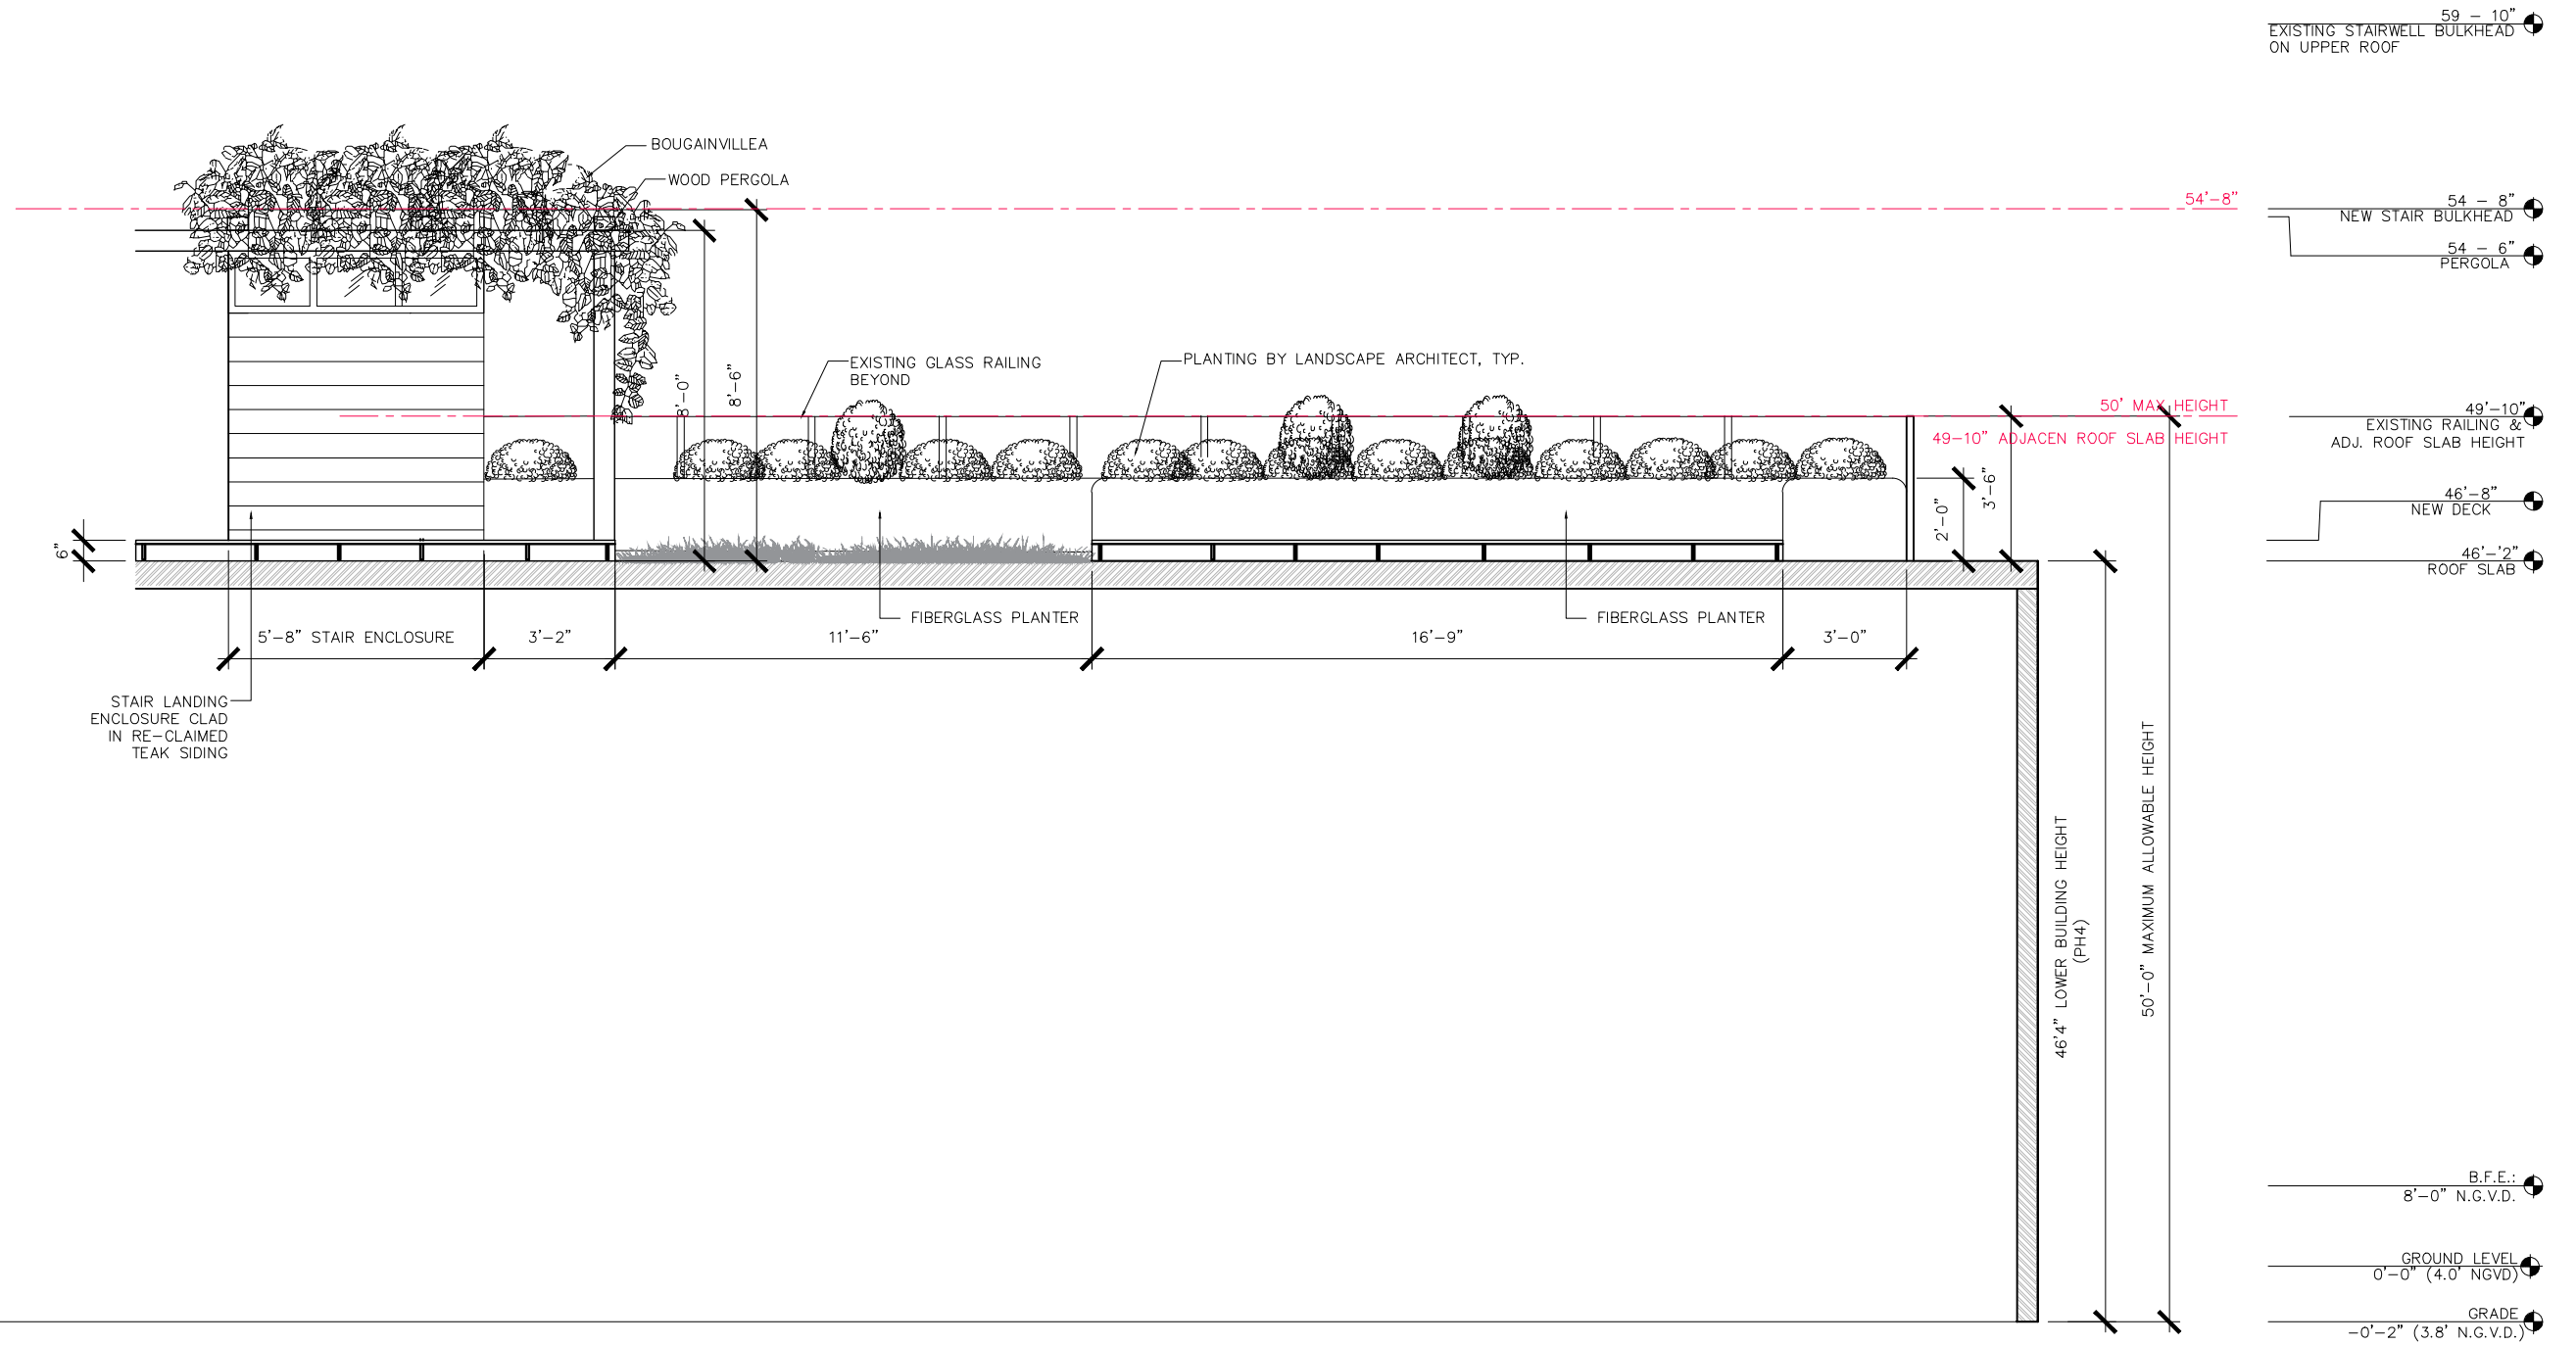 59 – 10"
EXISTING STAIRWELL BULKHEAD
ON UPPER ROOF
BOUGAINVILLEA
WOOD PERGOLA
54'–8"
54 – 8"
NEW STAIR BULKHEAD
54 – 6"
PERGOLA
EXISTING GLASS RAILING
BEYOND
PLANTING BY LANDSCAPE ARCHITECT, TYP.
8'–0"
8'–6"
50' MAX HEIGHT
49–10" ADJACEN ROOF SLAB HEIGHT
49'–10"
EXISTING RAILING &
ADJ. ROOF SLAB HEIGHT
3'–6"
2'–0"
46'–8"
NEW DECK
6"
46'–'2"
ROOF SLAB
FIBERGLASS PLANTER
FIBERGLASS PLANTER
5'–8" STAIR ENCLOSURE
3'–2"
11'–6"
16'–9"
3'–0"
STAIR LANDING
ENCLOSURE CLAD
IN RE–CLAIMED
TEAK SIDING
46'4" LOWER BUILDING HEIGHT
(PH4)
50'–0" MAXIMUM ALLOWABLE HEIGHT
B.F.E.:
8'–0" N.G.V.D.
GROUND LEVEL
0'–0" (4.0' NGVD)
GRADE
–0'–2" (3.8' N.G.V.D.)